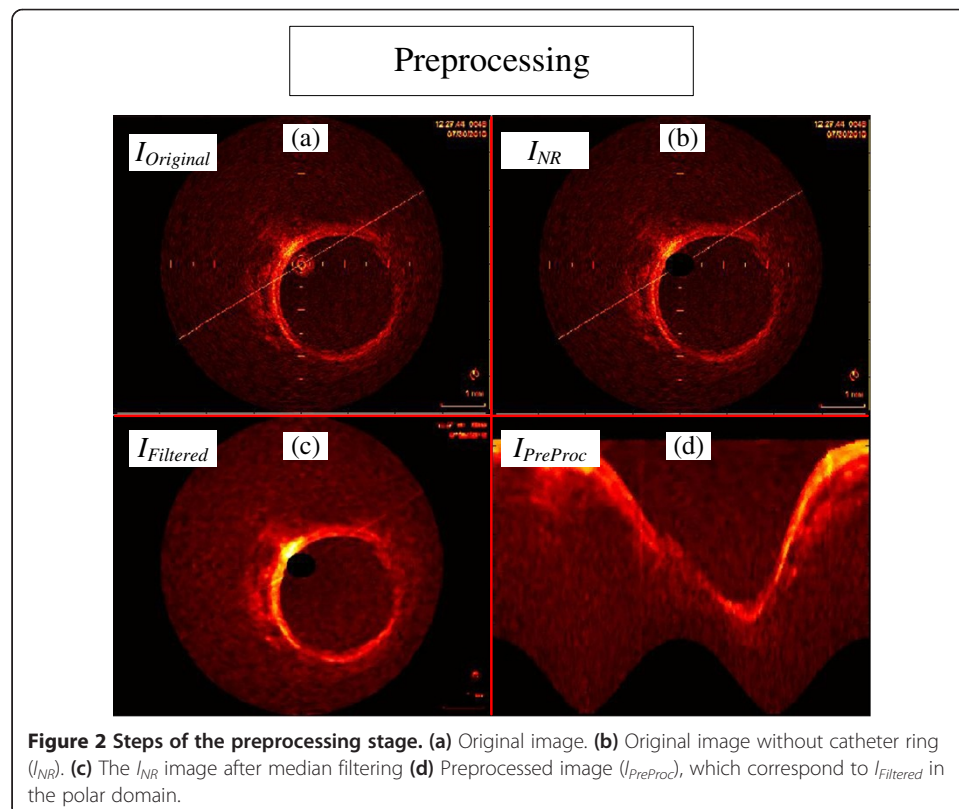 Preprocessing
I_Original
(a)
12:27:44 0048
07/30/2010
1 mm
I_NR
(b)
12:27:44 0048
07/30/2010
1 mm
I_Filtered
(c)
I_PreProc
(d)
Figure 2 Steps of the preprocessing stage. (a) Original image. (b) Original image without catheter ring
(I_NR). (c) The I_NR image after median filtering (d) Preprocessed image (I_PreProc), which correspond to I_Filtered in
the polar domain.